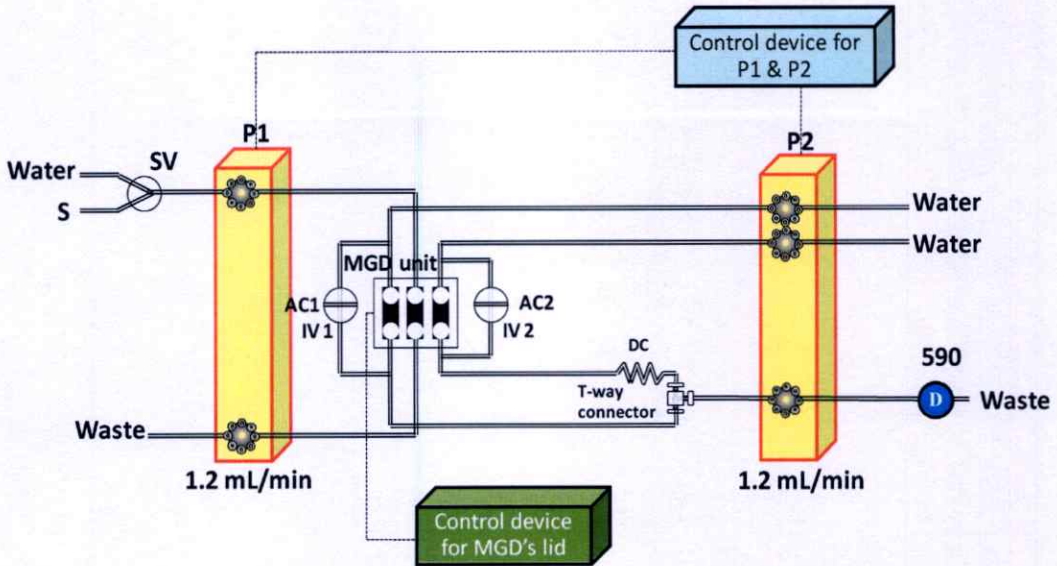 Control device for
P1 & P2
P1
P2
Water
SV
S
Water
Water
MGD unit
AC1
IV 1
AC2
IV 2
DC
590
T-way
connector
D
Waste
Waste
1.2 mL/min
1.2 mL/min
Control device
for MGD's lid